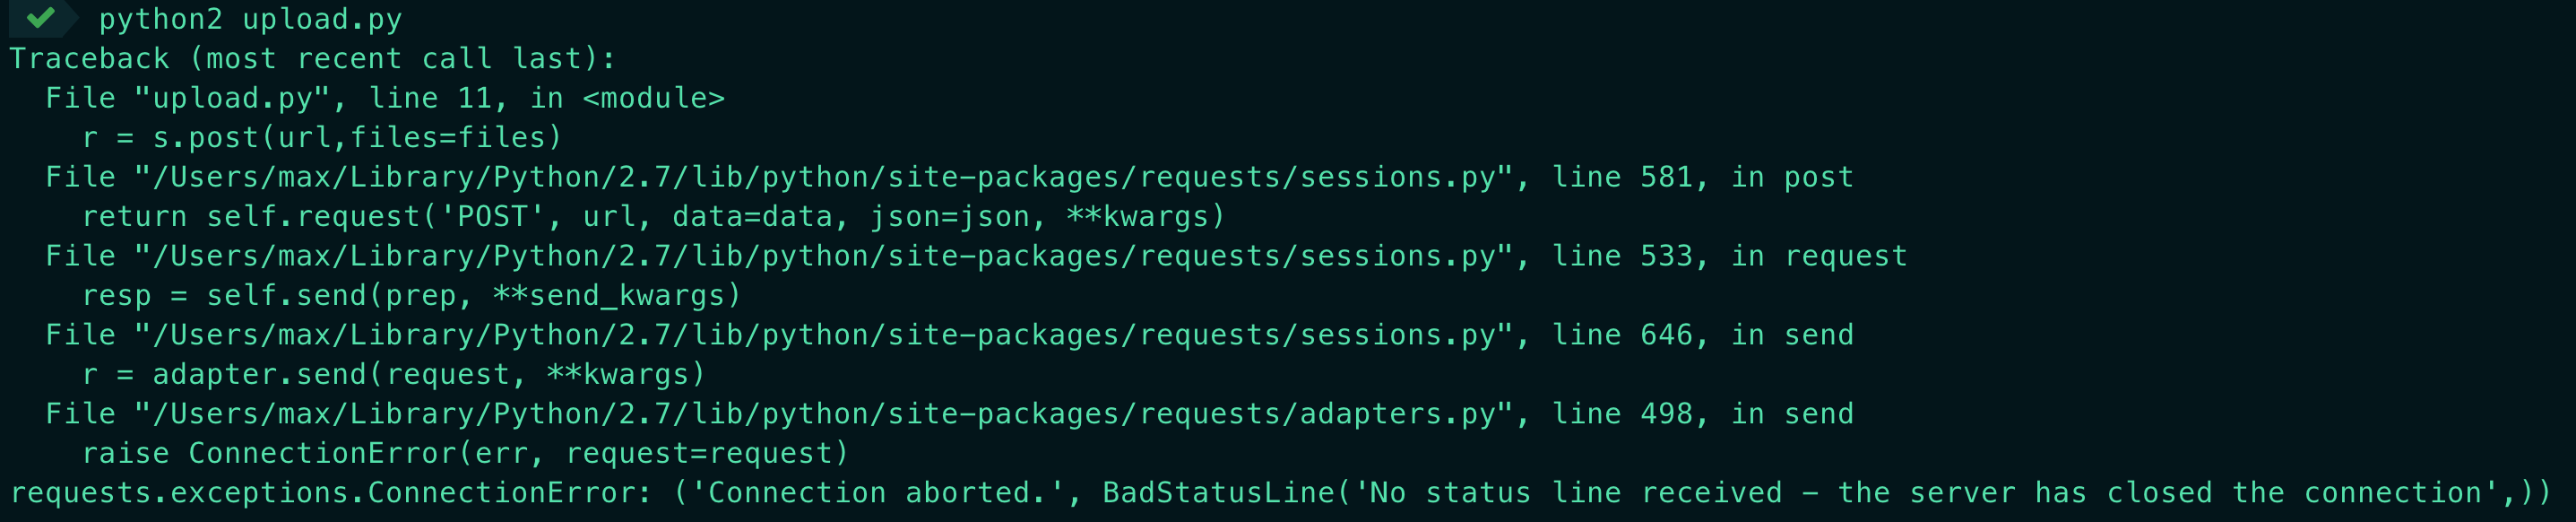 python2 upload.py
Traceback (most recent call last):
  File "upload.py", line 11, in <module>
    r = s.post(url,files=files)
  File "/Users/max/Library/Python/2.7/lib/python/site-packages/requests/sessions.py", line 581, in post
    return self.request('POST', url, data=data, json=json, **kwargs)
  File "/Users/max/Library/Python/2.7/lib/python/site-packages/requests/sessions.py", line 533, in request
    resp = self.send(prep, **send_kwargs)
  File "/Users/max/Library/Python/2.7/lib/python/site-packages/requests/sessions.py", line 646, in send
    r = adapter.send(request, **kwargs)
  File "/Users/max/Library/Python/2.7/lib/python/site-packages/requests/adapters.py", line 498, in send
    raise ConnectionError(err, request=request)
requests.exceptions.ConnectionError: ('Connection aborted.', BadStatusLine('No status line received - the server has closed the connection',))